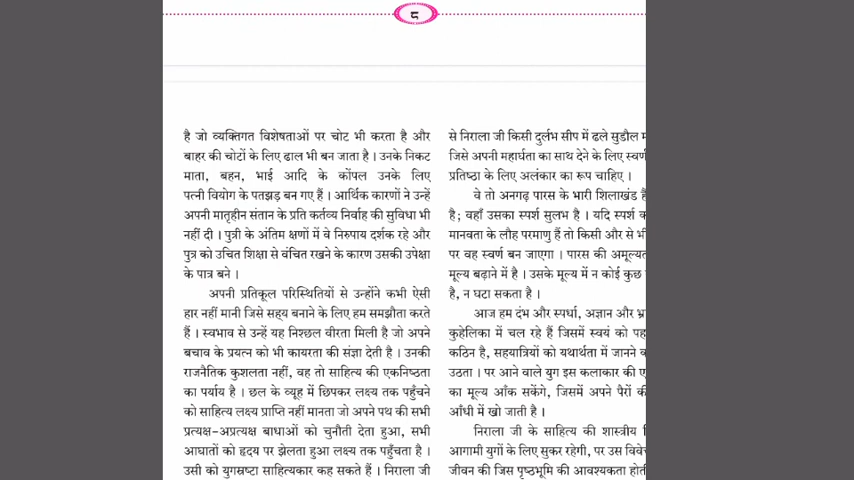 ८
है जो व्यक्तिगत विशेषताओं पर चोट भी करता है और
बाहर की चोटों के लिए ढाल भी बन जाता है । उनके निकट
माता, बहन, भाई आदि के कोंपल उनके लिए
पत्नी वियोग के पतझड़ बन गए हैं । आर्थिक कारणों ने उन्हें
अपनी मातृहीन संतान के प्रति कर्तव्य निर्वाह की सुविधा भी
नहीं दी । पुत्री के अंतिम क्षणों में वे निरुपाय दर्शक रहे और
पुत्र को उचित शिक्षा से वंचित रखने के कारण उसकी उपेक्षा
के पात्र बने ।
अपनी प्रतिकूल परिस्थितियों से उन्होंने कभी ऐसी
हार नहीं मानी जिसे सह्य बनाने के लिए हम समझौता करते
हैं । स्वभाव से उन्हें यह निश्छल वीरता मिली है जो अपने
बचाव के प्रयत्न को भी कायरता की संज्ञा देती है । उनकी
राजनैतिक कुशलता नहीं, वह तो साहित्य की एकनिष्ठता
का पर्याय है । छल के व्यूह में छिपकर लक्ष्य तक पहुँचने
को साहित्य लक्ष्य प्राप्ति नहीं मानता जो अपने पथ की सभी
प्रत्यक्ष-अप्रत्यक्ष बाधाओं को चुनौती देता हुआ, सभी
आघातों को हृदय पर झेलता हुआ लक्ष्य तक पहुँचता है ।
उसी को युगस्रष्टा साहित्यकार कह सकते हैं । निराला जी
से निराला जी किसी दुर्लभ सीप में ढले सुडौल
जिसे अपनी महार्घता का साथ देने के लिए स्वर्ण
प्रतिष्ठा के लिए अलंकार का रूप चाहिए ।
वे तो अनगढ़ पारस के भारी शिलाखंड
है; वहाँ उसका स्पर्श सुलभ है । यदि स्पर्श
मानवता के लौह परमाणु हैं तो किसी और से भी
पर वह स्वर्ण बन जाएगा । पारस की
मूल्य बढ़ाने में है । उसके मूल्य में न कोई कुछ
है, न घटा सकता है ।
आज हम दंभ और स्पर्धा, अज्ञान और
कुहेलिका में चल रहे हैं जिसमें स्वयं को
कठिन है, सहयात्रियों को यथार्थता में जानने
उठता । पर आने वाले युग इस कलाकार की
का मूल्य आँक सकेंगे, जिसमें अपने पैरों
आँधी में खो जाती है ।
निराला जी के साहित्य की शास्त्रीय
आगामी युगों के लिए सुकर रहेगी, पर उस
जीवन की जिस पृष्ठभूमि की आवश्यकता